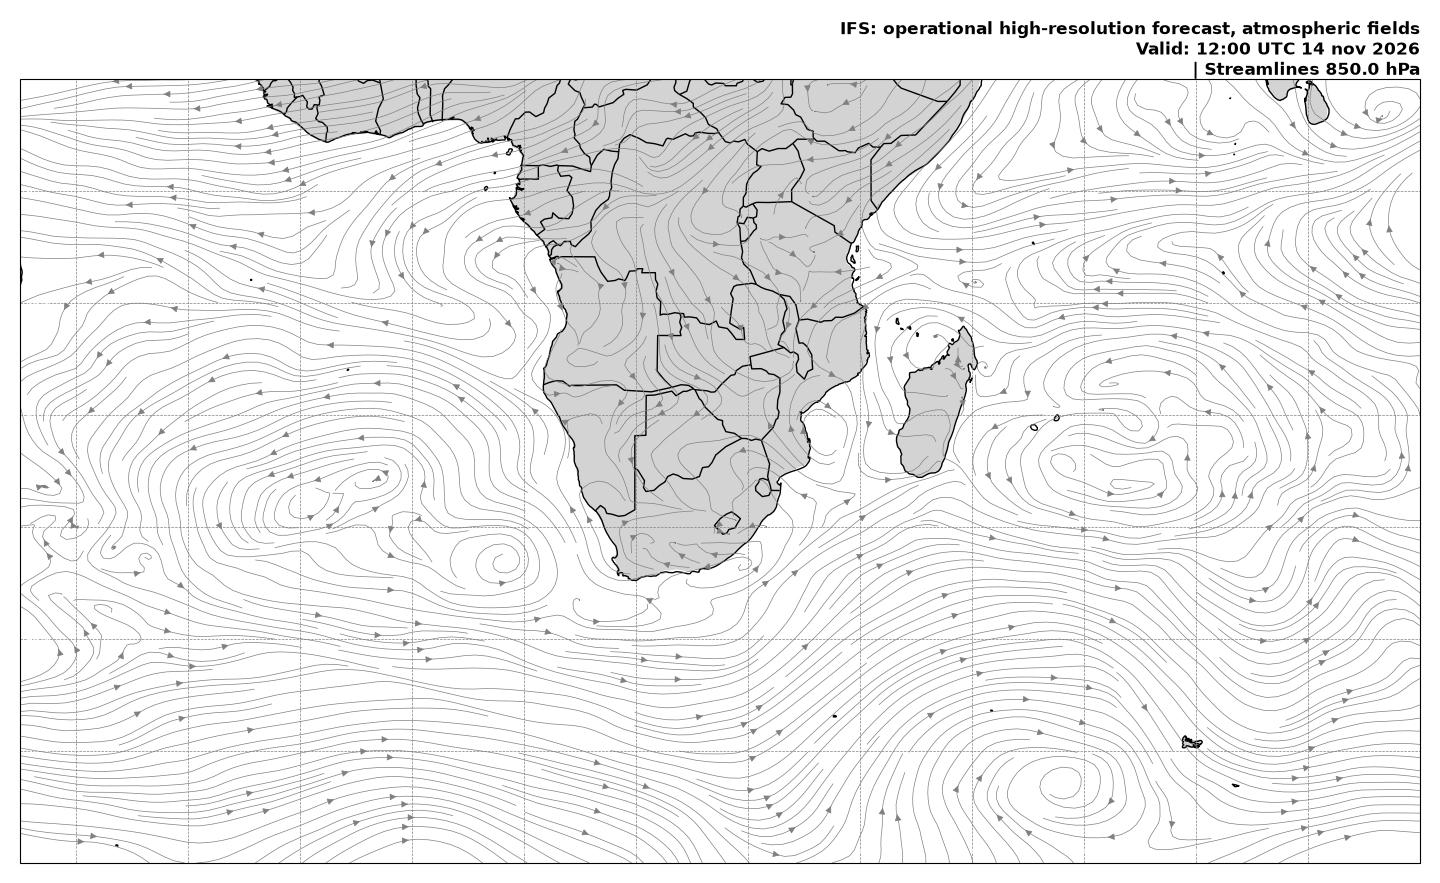 IFS: operational high-resolution forecast, atmospheric fields
Valid: 12:00 UTC 14 nov 2026
| Streamlines 850.0 hPa